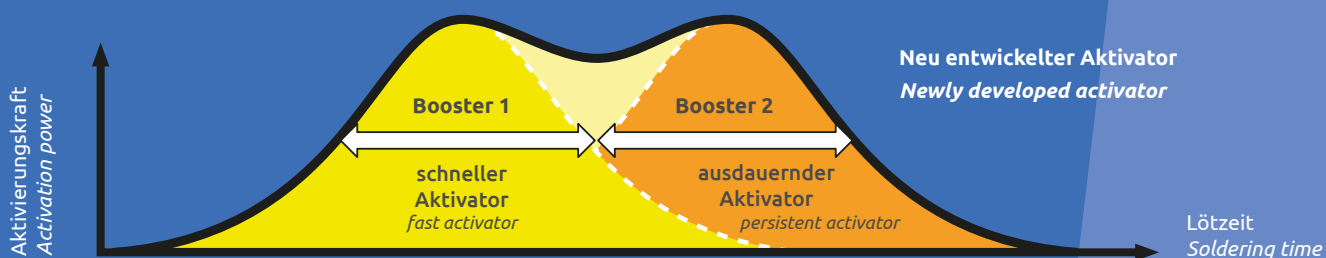 Aktivierungskraft
Activation power
Booster 1
schneller
Aktivator
fast activator
Booster 2
ausdauernder
Aktivator
persistent activator
Neu entwickelter Aktivator
Newly developed activator
Lötzeit
Soldering time